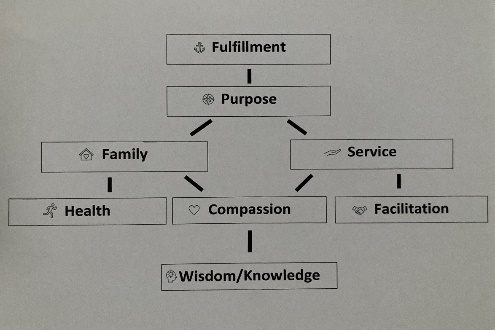 Fulfillment
Purpose
Family
Service
Health
Compassion
Facilitation
Wisdom/Knowledge